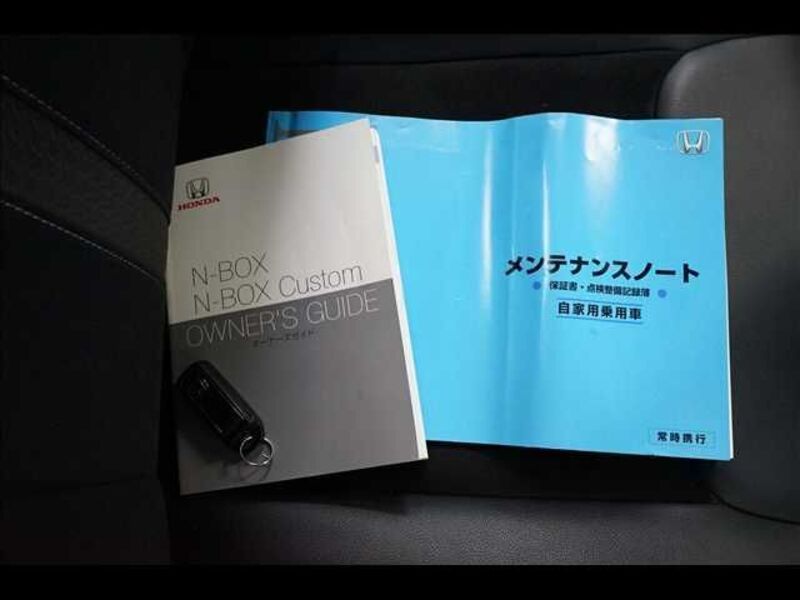 HONDA
N-BOX
N-BOX Custom
OWNER'S GUIDE
オーナーズガイド
メンテナンスノート
保証書・点検整備記録簿
自家用乗用車
常時携行